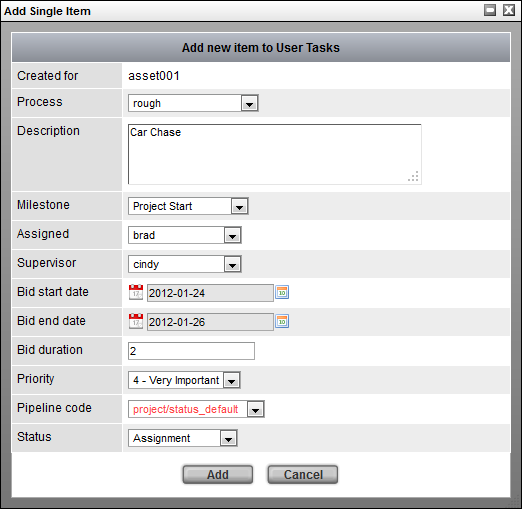 Add Single Item
Add new item to User Tasks
Created for asset001
Process rough
Description Car Chase
Milestone Project Start
Assigned brad
Supervisor cindy
Bid start date 2012-01-24
Bid end date 2012-01-26
Bid duration 2
Priority 4 - Very Important
Pipeline code project/status_default
Status Assignment
Add Cancel